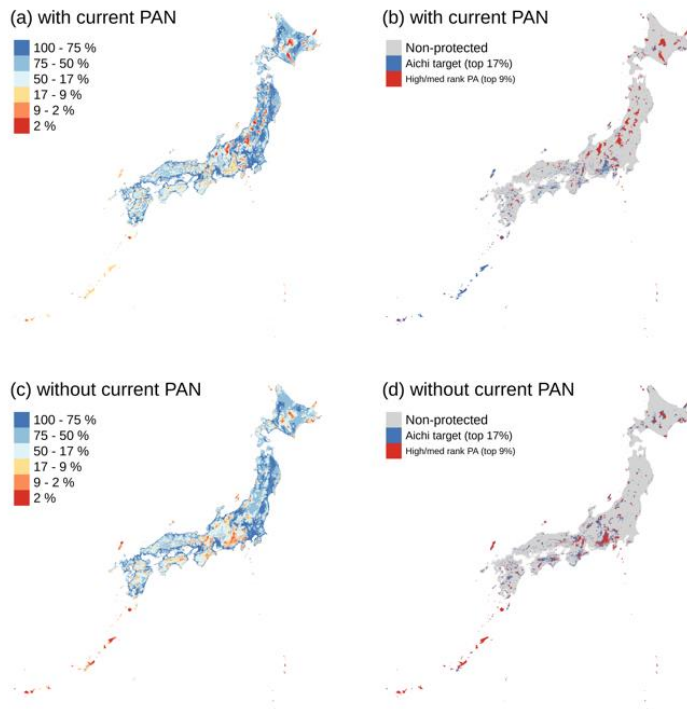 (a) with current PAN
100 - 75 %
75 - 50 %
50 - 17 %
17 - 9 %
9 - 2 %
2 %
(b) with current PAN
Non-protected
Aichi target (top 17%)
High/med rank PA (top 9%)
(c) without current PAN
100 - 75 %
75 - 50 %
50 - 17 %
17 - 9 %
9 - 2 %
2 %
(d) without current PAN
Non-protected
Aichi target (top 17%)
High/med rank PA (top 9%)